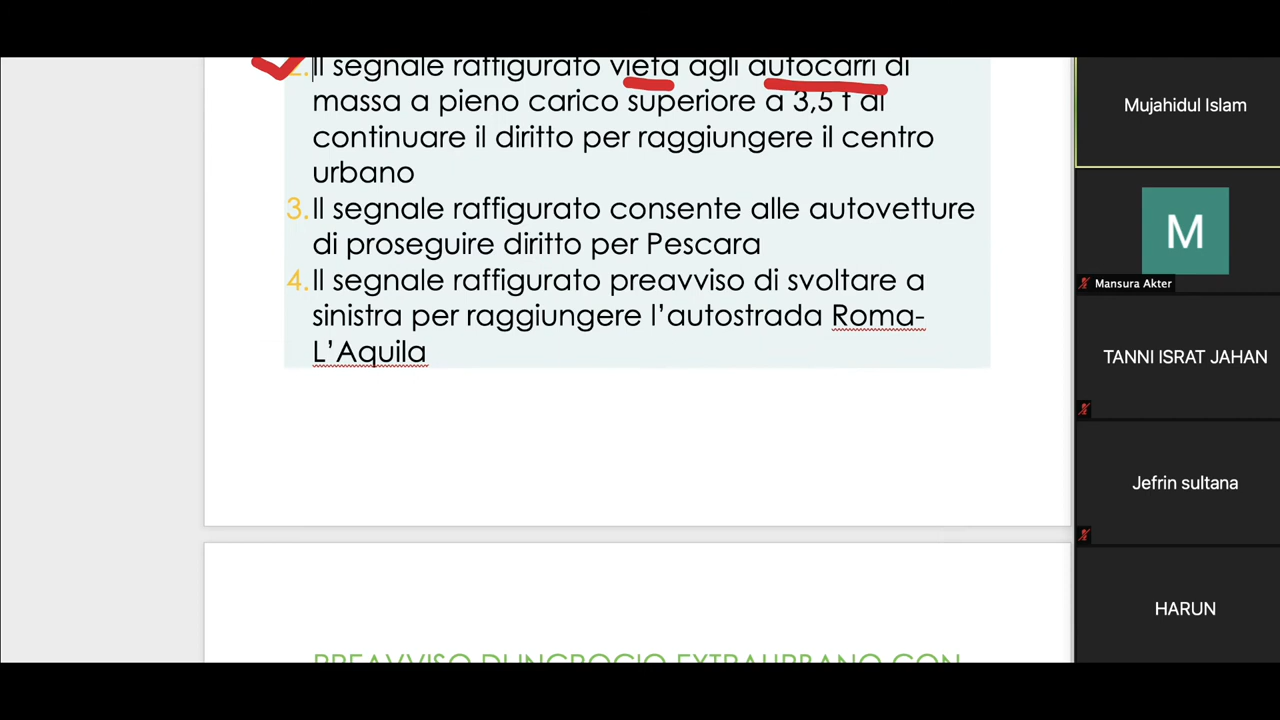 2. Il segnale raffigurato vieta agli autocarri di
massa a pieno carico superiore a 3,5 t di
continuare il diritto per raggiungere il centro
urbano
3. Il segnale raffigurato consente alle autovetture
di proseguire diritto per Pescara
4. Il segnale raffigurato preavviso di svoltare a
sinistra per raggiungere l'autostrada Roma-
L'Aquila
PREAVVISO DI INCROCIO EXTRAURBANO CON
Mujahidul Islam
M
Mansura Akter
TANNI ISRAT JAHAN
Jefrin sultana
HARUN